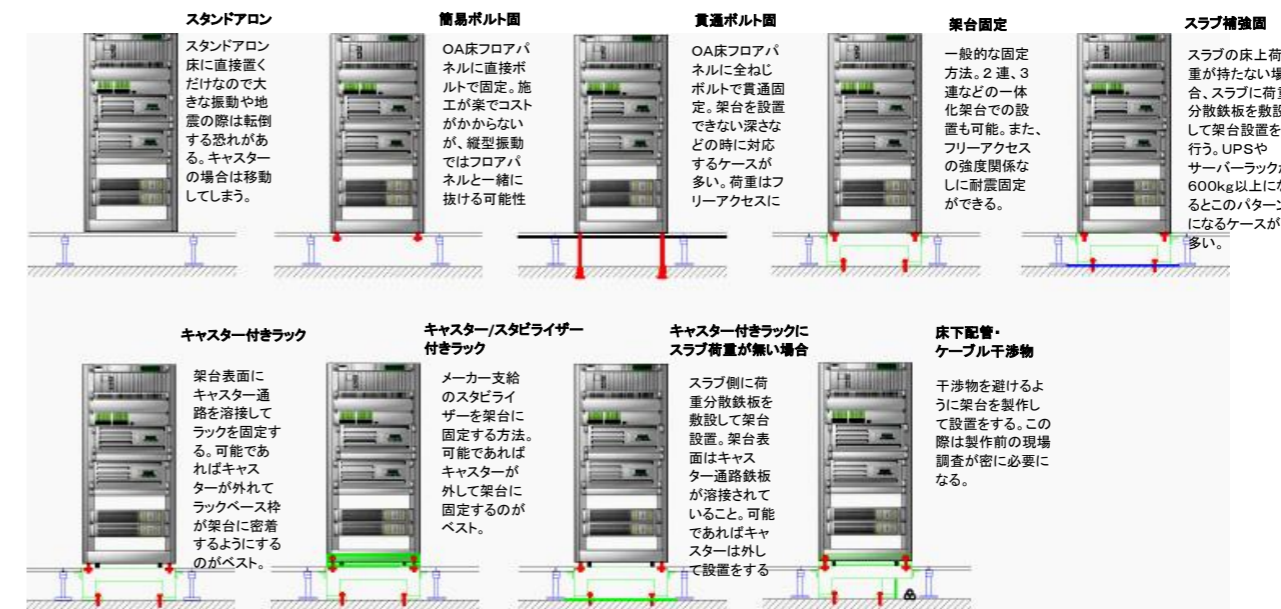 スタンドアロン
スタンドアロン
床に直接置く
だけなので大
きな振動や地
震の際は転倒
する恐れがあ
る。キャスター
の場合は移動
してしまう。
簡易ボルト固
OA床フロアパ
ネルに直接ボ
ルトで固定。施
工が楽でコスト
がかからない
が、縦型振動
ではフロアパ
ネルと一緒に
抜ける可能性
貫通ボルト固
OA床フロアパ
ネルに全ねじ
ボルトで貫通固
定。架台を設置
できない深さな
どの時に対応
するケースが
多い。荷重はフ
リーアクセスに
架台固定
一般的な固定
方法。2連、3
連などの一体
化架台での設
置も可能。また、
フリーアクセス
の強度関係な
しに耐震固定
ができる。
スラブ補強固
スラブの床上荷
重が持たない場
合、スラブに荷重
分散鉄板を敷設
して架台設置を
行う。UPSや
サーバーラックが
600kg以上にな
るとこのパターン
になるケースが
多い。
キャスター付きラック
架台表面に
キャスター通
路を溶接して
ラックを固定す
る。可能であ
ればキャス
ターが外れて
ラックベース枠
が架台に密着
するようにする
のがベスト。
キャスター/スタビライザー
付きラック
メーカー支給
のスタビライ
ザーを架台に
固定する方法。
可能であれば
キャスターが
外して架台に
固定するのが
ベスト。
キャスター付きラックに
スラブ荷重が無い場合
スラブ側に荷
重分散鉄板を
敷設して架台
設置。架台表
面はキャス
ター通路鉄板
が溶接されて
いること。可能
であればキャ
スターは外し
て設置をする
床下配管・
ケーブル干渉物
干渉物を避けるよ
うに架台を製作し
て設置をする。この
際は製作前の現場
調査が密に必要に
なる。